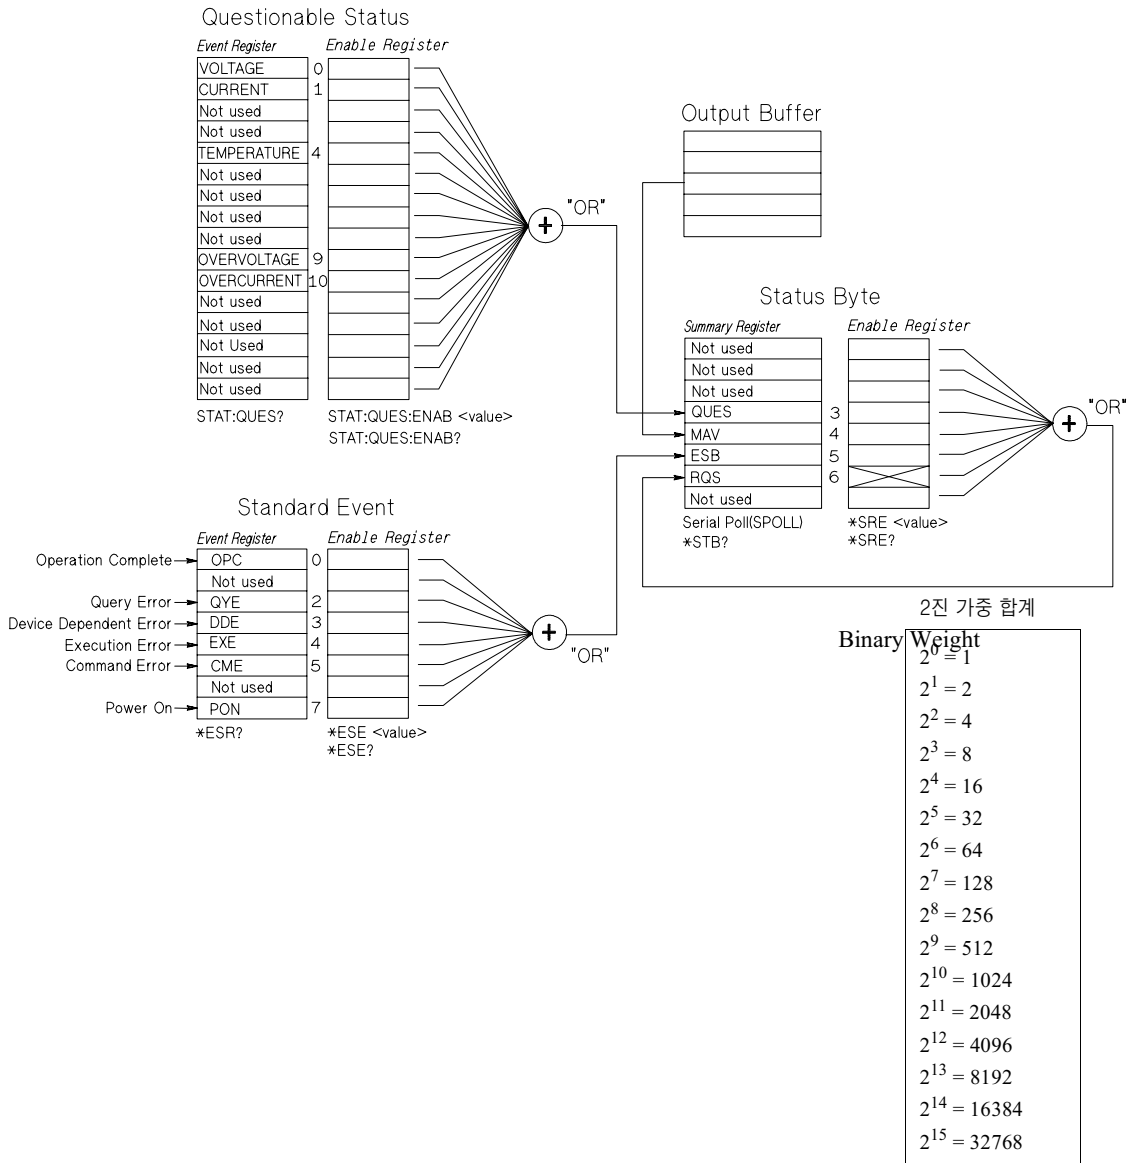 Questionable Status
Event Register Enable Register
VOLTAGE 0
CURRENT 1
Not used
Not used
TEMPERATURE 4
Not used
Not used
Not used
Not used
OVERVOLTAGE 9
OVERCURRENT 10
Not used
Not used
Not Used
Not used
Not used
STAT:QUES? STAT:QUES:ENAB <value>
STAT:QUES:ENAB?
+ "OR"
Output Buffer
Status Byte
Summary Register Enable Register
Not used
Not used
Not used
QUES 3
MAV 4
ESB 5
RQS 6
Not used
Serial Poll(SPOLL) *SRE <value>
*STB? *SRE?
+ "OR"
Standard Event
Event Register Enable Register
Operation Complete OPC 0
Not used
Query Error QYE 2
Device Dependent Error DDE 3
Execution Error EXE 4
Command Error CME 5
Not used
Power On PON 7
*ESR? *ESE <value>
*ESE?
+ "OR"
2진 가중 합계
Binary Weight
2^0 = 1
2^1 = 2
2^2 = 4
2^3 = 8
2^4 = 16
2^5 = 32
2^6 = 64
2^7 = 128
2^8 = 256
2^9 = 512
2^10 = 1024
2^11 = 2048
2^12 = 4096
2^13 = 8192
2^14 = 16384
2^15 = 32768